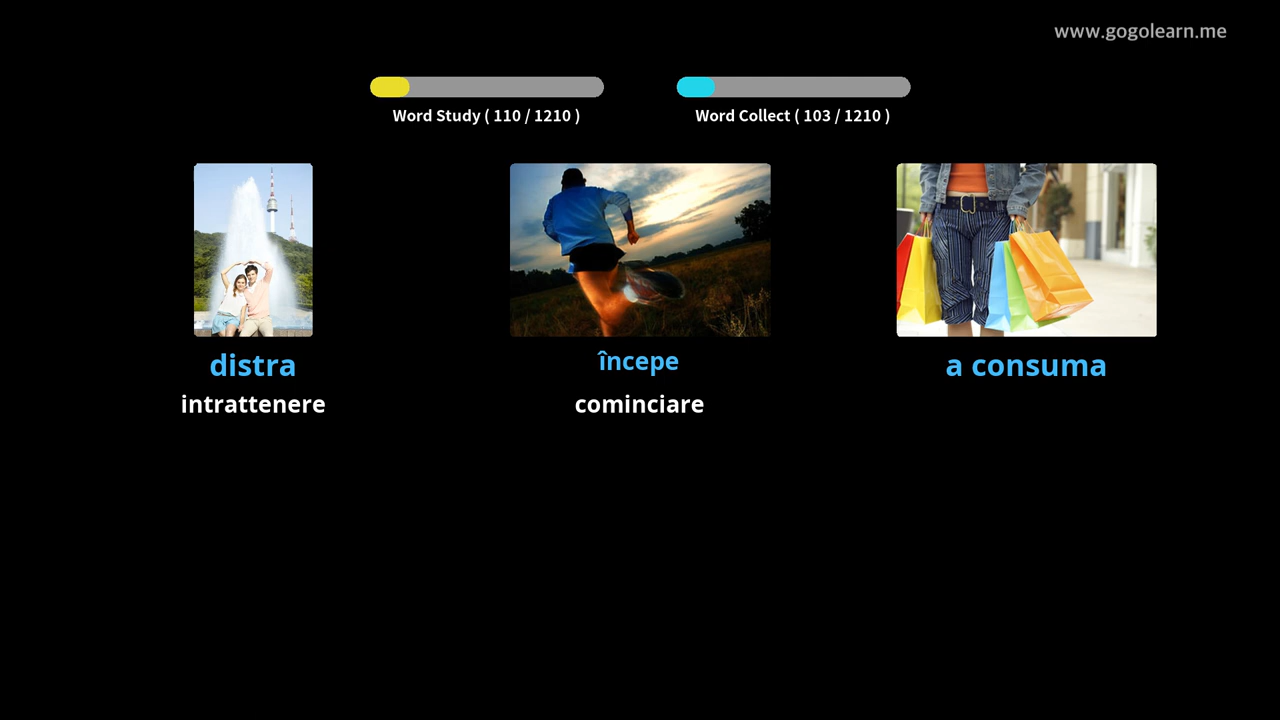 www.gogolearn.me
Word Study ( 110 / 1210 )
Word Collect ( 103 / 1210 )
distra
începe
a consuma
intrattenere
cominciare